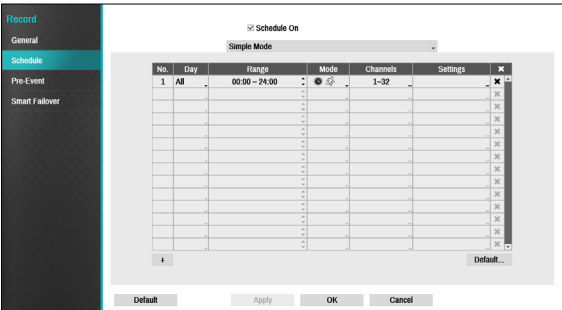 Record
General
Schedule
Pre-Event
Smart Failover
Schedule On
Simple Mode
No. Day Range Mode Channels Settings
1 All 00:00 ~ 24:00 1~32
+ Default...
Default Apply OK Cancel